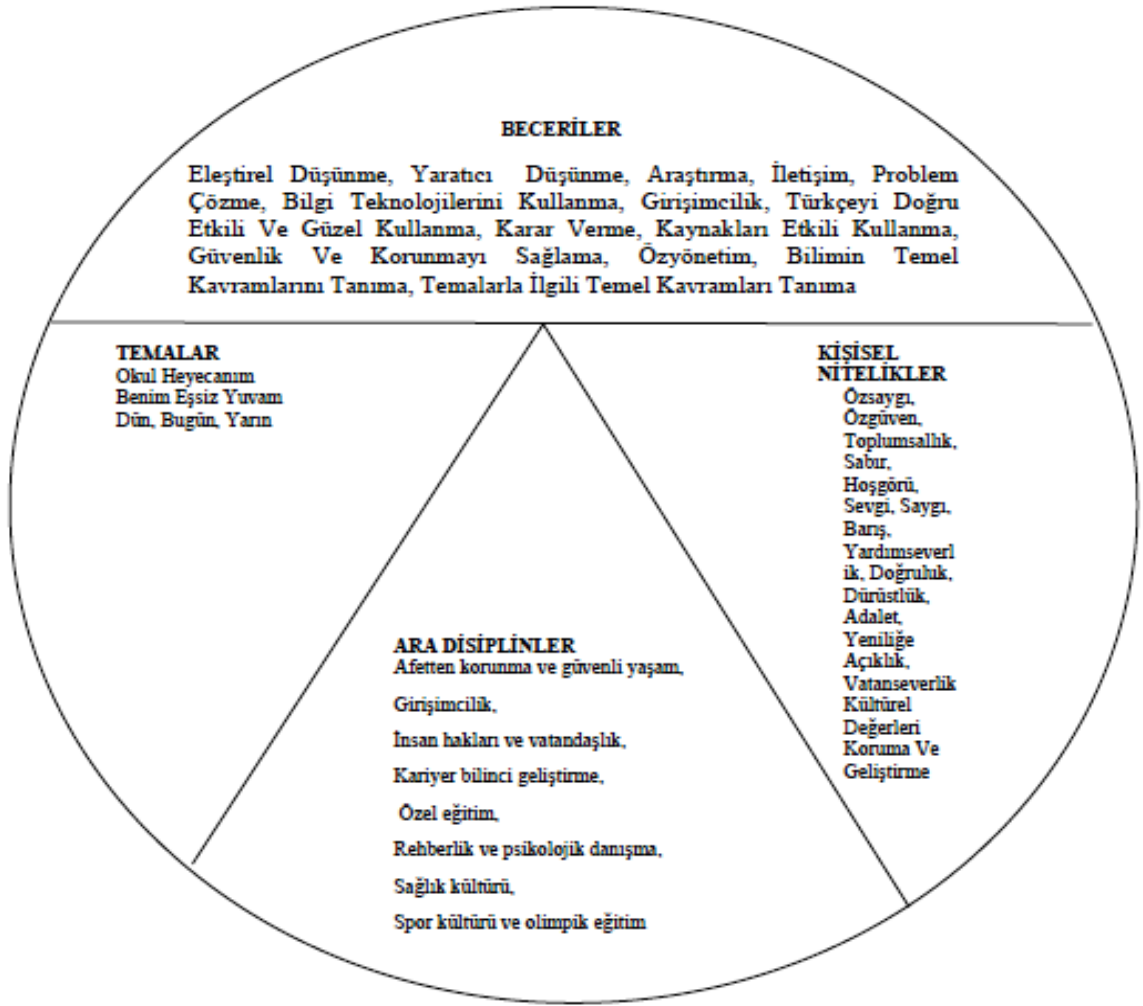 BECERİLER
Eleştirel Düşünme, Yaratıcı Düşünme, Araştırma, İletişim, Problem
Çözme, Bilgi Teknolojilerini Kullanma, Girişimcilik, Türkçeyi Doğru
Etkili Ve Güzel Kullanma, Karar Verme, Kaynakları Etkili Kullanma,
Güvenlik Ve Korunmayı Sağlama, Özyönetim, Bilimin Temel
Kavramlarını Tanıma, Temalarla İlgili Temel Kavramları Tanıma
TEMALAR
Okul Heyecanım
Benim Eşsiz Yuvam
Dün, Bugün, Yarın
KİŞİSEL
NİTELİKLER
Özsaygı,
Özgüven,
Toplumsallık,
Sabır,
Hoşgörü,
Sevgi, Saygı,
Barış,
Yardımseverl
ik, Doğruluk,
Dürüstlük,
Adalet,
Yeniliğe
Açıklık,
Vatanseverlik
Kültürel
Değerleri
Koruma Ve
Geliştirme
ARA DİSİPLİNLER
Afetten korunma ve güvenli yaşam,
Girişimcilik,
İnsan hakları ve vatandaşlık,
Kariyer bilinci geliştirme,
Özel eğitim,
Rehberlik ve psikolojik danışma,
Sağlık kültürü,
Spor kültürü ve olimpik eğitim